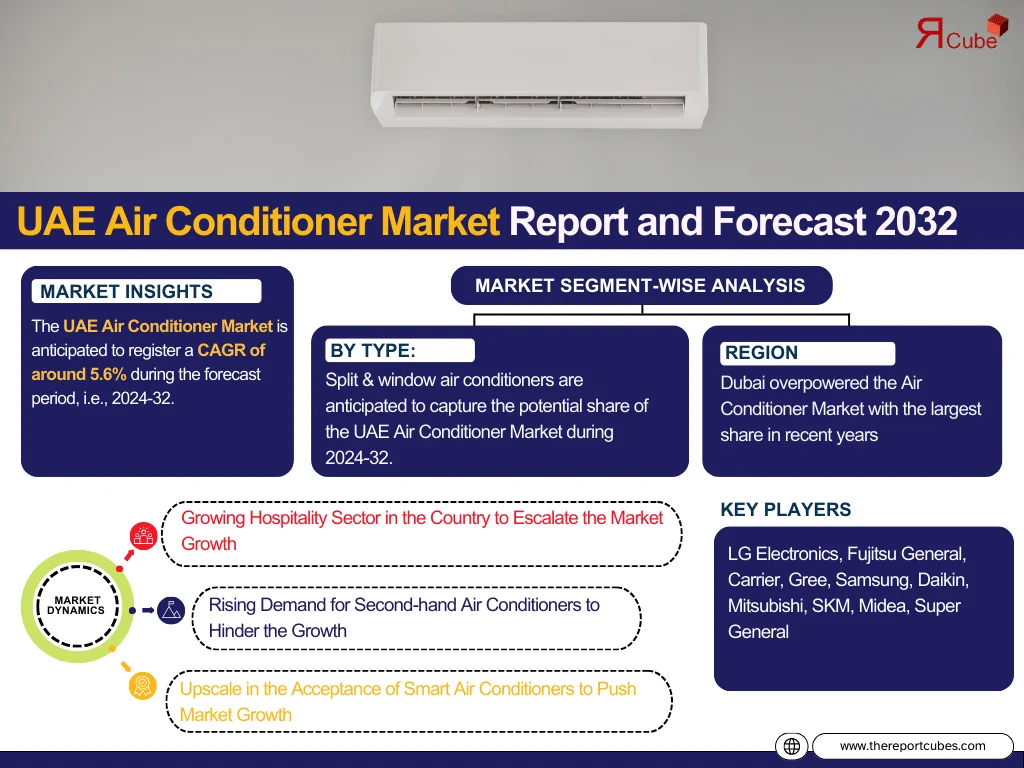 ЯCube
UAE Air Conditioner Market Report and Forecast 2032
MARKET INSIGHTS
The UAE Air Conditioner Market is
anticipated to register a CAGR of
around 5.6% during the forecast
period, i.e., 2024-32.
MARKET SEGMENT-WISE ANALYSIS
BY TYPE:
Split & window air conditioners are
anticipated to capture the potential share of
the UAE Air Conditioner Market during
2024-32.
REGION
Dubai overpowered the Air
Conditioner Market with the largest
share in recent years
MARKET
DYNAMICS
Growing Hospitality Sector in the Country to Escalate the Market
Growth
Rising Demand for Second-hand Air Conditioners to
Hinder the Growth
Upscale in the Acceptance of Smart Air Conditioners to Push
Market Growth
KEY PLAYERS
LG Electronics, Fujitsu General,
Carrier, Gree, Samsung, Daikin,
Mitsubishi, SKM, Midea, Super
General
www.thereportcubes.com